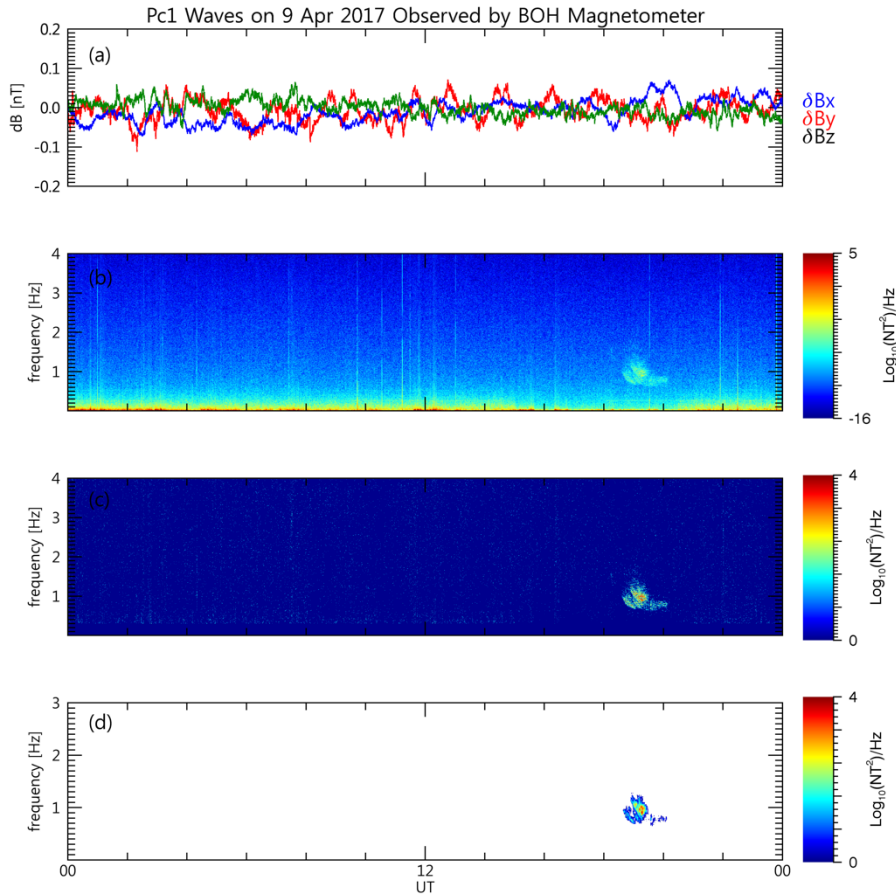 Pc1 Waves on 9 Apr 2017 Observed by BOH Magnetometer
(a)
dB [nT]
0.2
0.1
0.0
-0.1
-0.2
δBx
δBy
δBz
(b)
frequency [Hz]
4
3
2
1
5
-16
Log₁₀(NT²)/Hz
(c)
frequency [Hz]
4
3
2
1
4
0
Log₁₀(NT²)/Hz
(d)
frequency [Hz]
3
2
1
4
0
Log₁₀(NT²)/Hz
00
12
00
UT